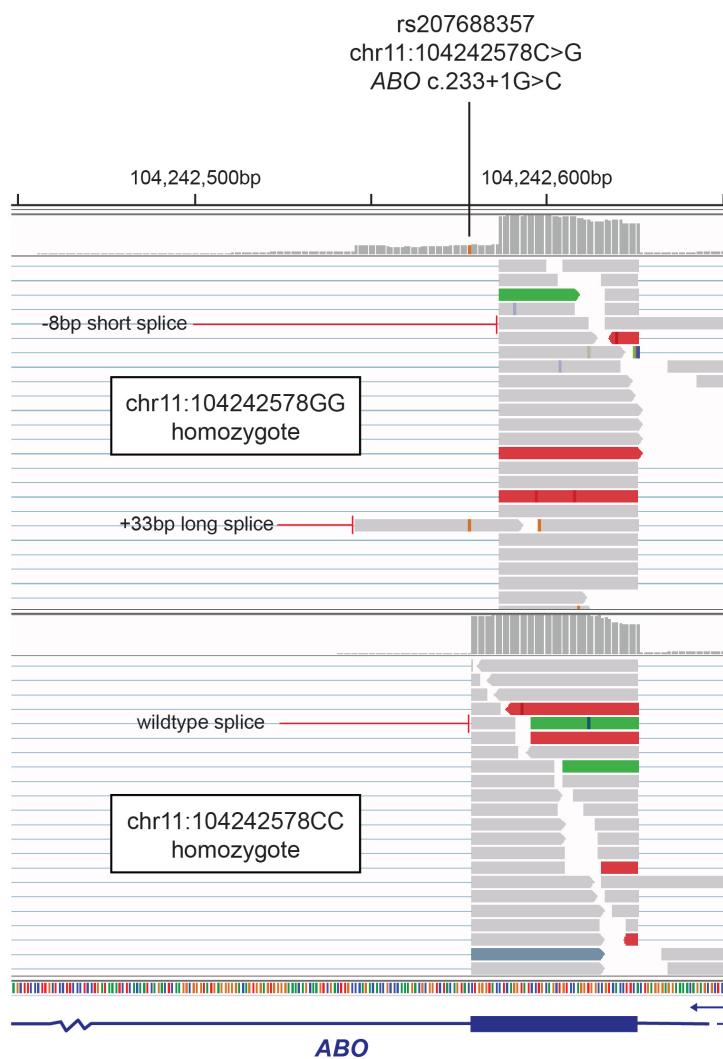 rs207688357
chr11:104242578C>G
ABO c.233+1G>C
104,242,500bp
104,242,600bp
-8bp short splice
chr11:104242578GG
homozygote
+33bp long splice
wildtype splice
chr11:104242578CC
homozygote
ABO